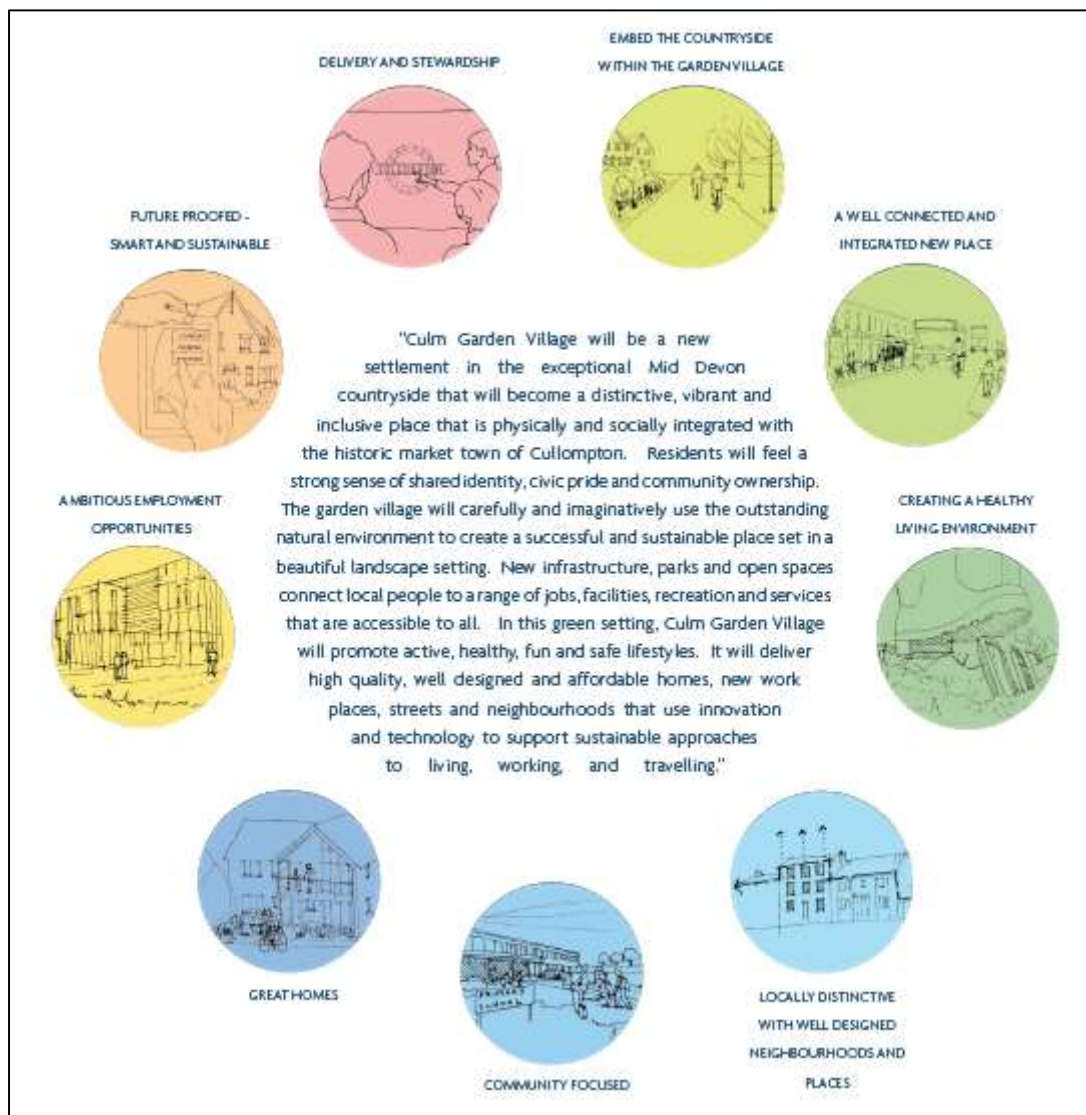 DELIVERY AND STEWARDSHIP
EMBED THE COUNTRYSIDE
WITHIN THE GARDEN VILLAGE
FUTURE PROOFED -
SMART AND SUSTAINABLE
A WELL CONNECTED AND
INTEGRATED NEW PLACE
"Culm Garden Village will be a new
settlement in the exceptional Mid Devon
countryside that will become a distinctive, vibrant and
inclusive place that is physically and socially integrated with
the historic market town of Cullompton. Residents will feel a
strong sense of shared identity, civic pride and community ownership.
The garden village will carefully and imaginatively use the outstanding
natural environment to create a successful and sustainable place set in a
beautiful landscape setting. New infrastructure, parks and open spaces
connect local people to a range of jobs, facilities, recreation and services
that are accessible to all. In this green setting, Culm Garden Village
will promote active, healthy, fun and safe lifestyles. It will deliver
high quality, well designed and affordable homes, new work
places, streets and neighbourhoods that use innovation
and technology to support sustainable approaches
to living, working, and travelling."
AMBITIOUS EMPLOYMENT
OPPORTUNITIES
CREATING A HEALTHY
LIVING ENVIRONMENT
GREAT HOMES
PRIMARY
SCHOOL
COMMUNITY FOCUSED
LOCALLY DISTINCTIVE
WITH WELL DESIGNED
NEIGHBOURHOODS AND
PLACES